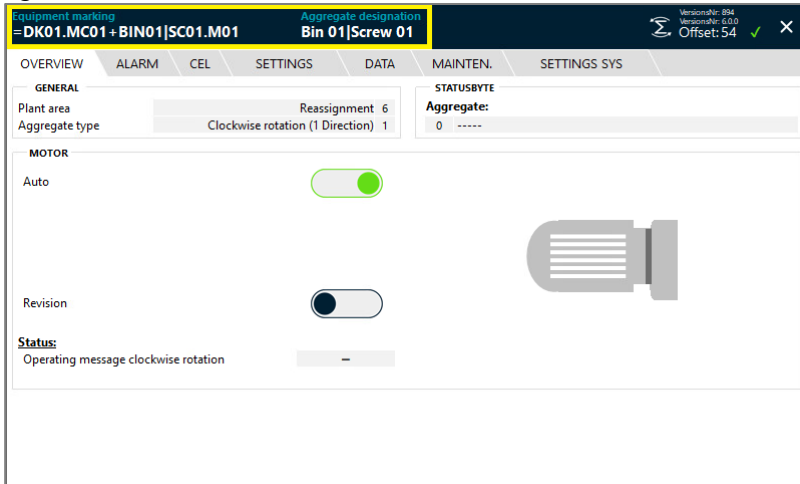 Equipment marking
Aggregate designation
=DK01.MC01+BIN01|SC01.M01
Bin 01|Screw 01
VersionsNr: 894
VersionsNr: 6.0.0
Offset: 54
OVERVIEW ALARM CEL SETTINGS DATA MAINTEN. SETTINGS SYS
GENERAL
Plant area Reassignment 6
Aggregate type Clockwise rotation (1 Direction) 1
STATUSBYTE
Aggregate:
0 -----
MOTOR
Auto
Revision
Status:
Operating message clockwise rotation –